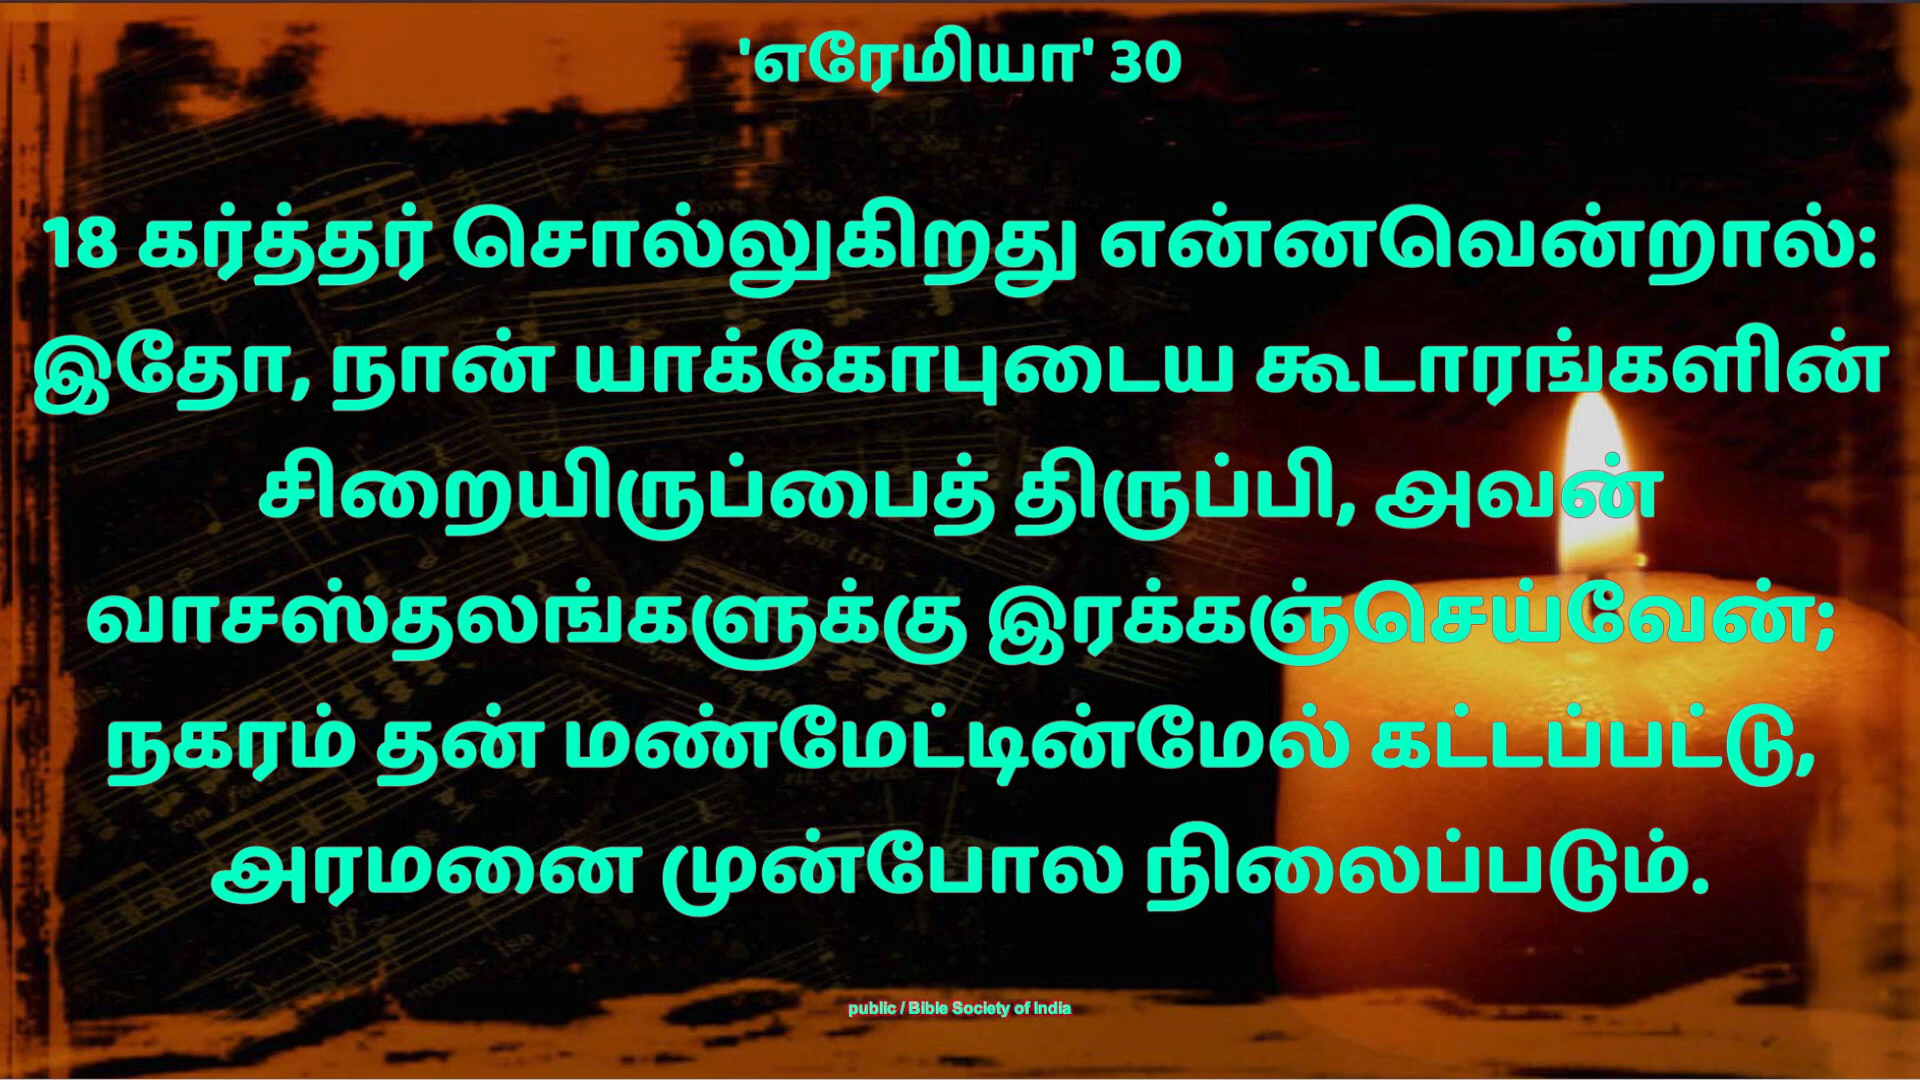 'எரேமியா' 30
18 கர்த்தர் சொல்லுகிறது என்னவென்றால்:
இதோ, நான் யாக்கோபுடைய கூடாரங்களின்
சிறையிருப்பைத் திருப்பி, அவன்
வாசஸ்தலங்களுக்கு இரக்கஞ்செய்வேன்;
நகரம் தன் மண்மேட்டின்மேல் கட்டப்பட்டு,
அரமனை முன்போல நிலைப்படும்.
public / Bible Society of India